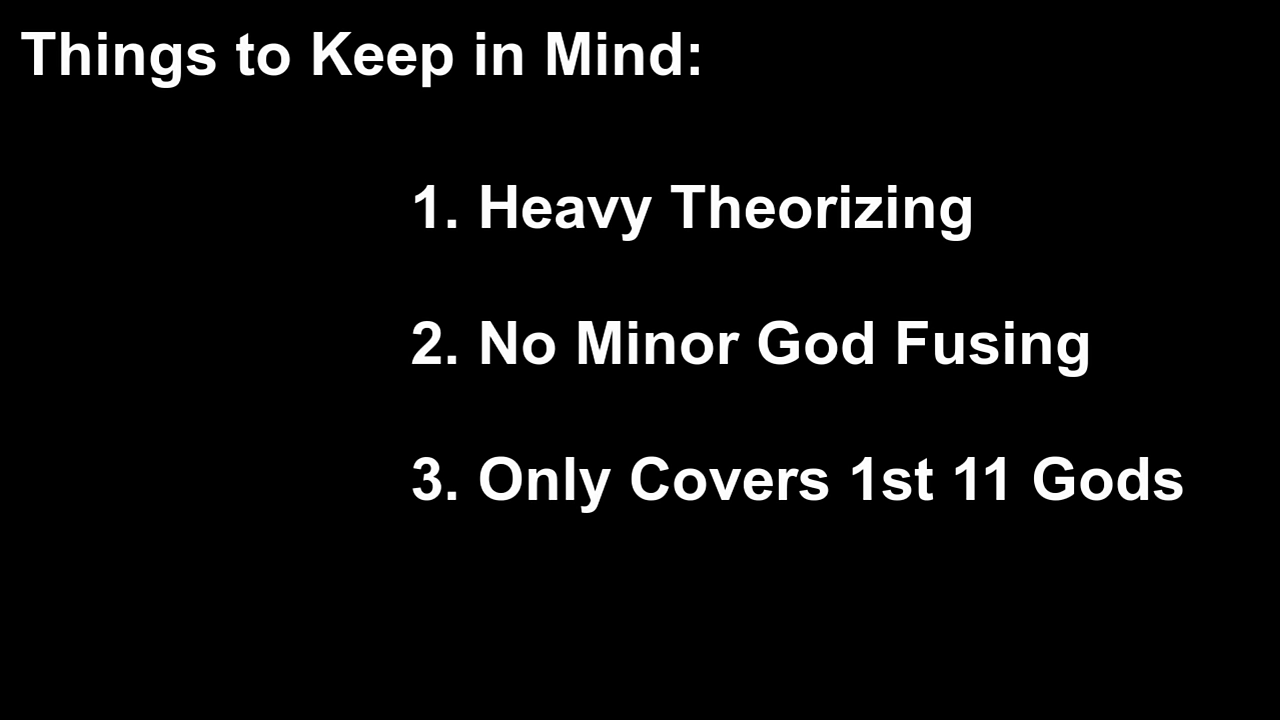 Things to Keep in Mind:
1. Heavy Theorizing
2. No Minor God Fusing
3. Only Covers 1st 11 Gods